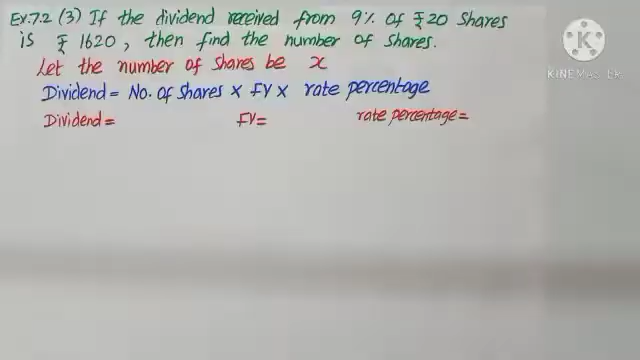 Ex.7.2 (3) If the dividend received from 9% of ₹20 shares
is ₹ 1620, then find the number of shares.
Let the number of shares be x
Dividend = No. of shares × FV × rate percentage
Dividend= FV= rate percentage=
KINEMASTER